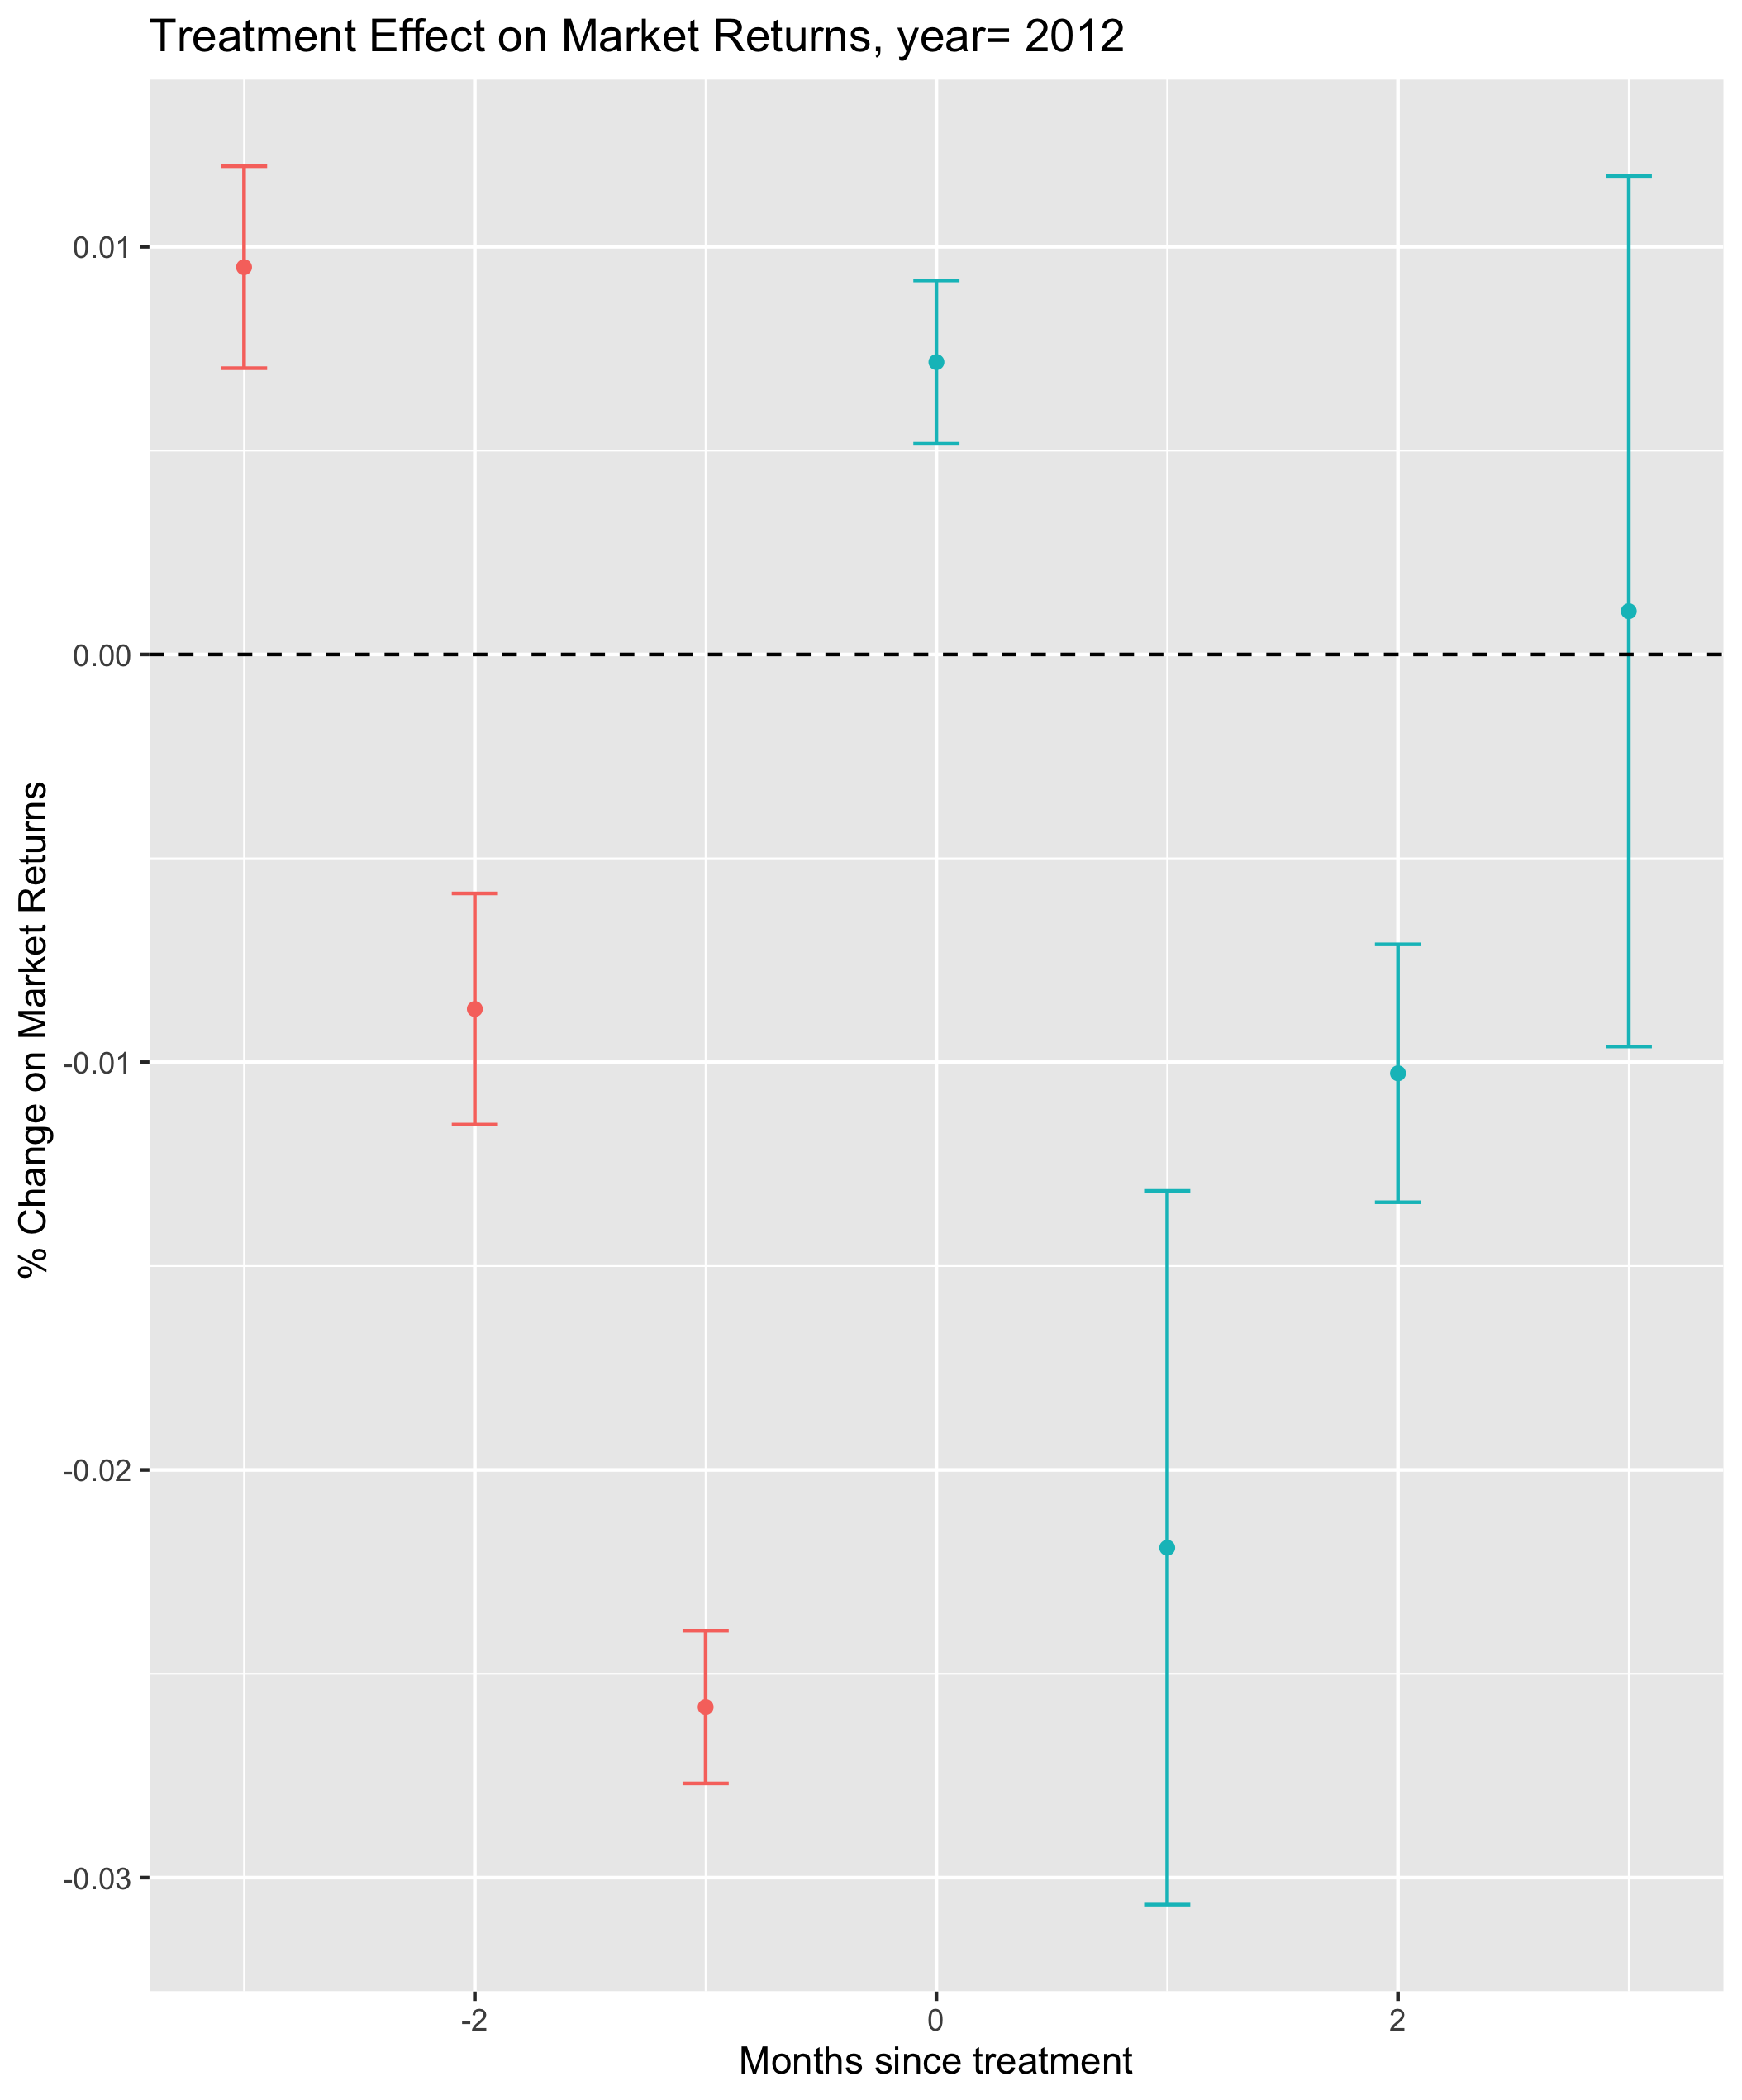 Treatment Effect on Market Returns, year= 2012
% Change on Market Returns
0.01
0.00
-0.01
-0.02
-0.03
-2
0
2
Months since treatment